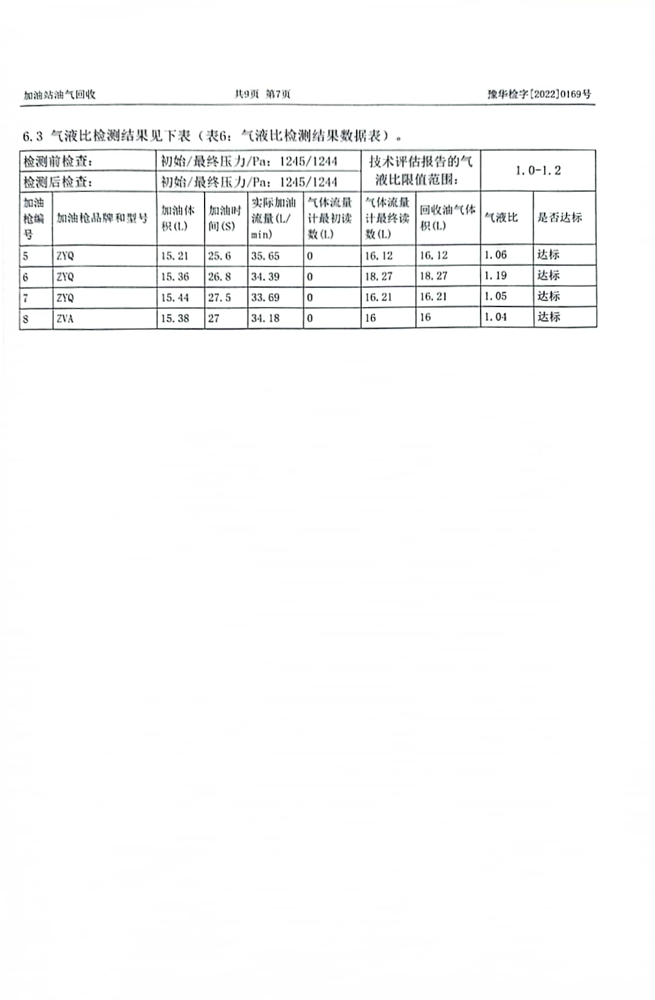 加油站油气回收 共9页 第7页 豫华检字[2022]0169号
6.3 气液比检测结果见下表（表6：气液比检测结果数据表）。
检测前检查： 初始/最终压力/Pa：1245/1244 技术评估报告的气液比限值范围： 1.0-1.2
检测后检查： 初始/最终压力/Pa：1245/1244
加油枪编号 加油枪品牌和型号 加油体积(L) 加油时间(S) 实际加油流量(L/min) 气体流量计最初读数(L) 气体流量计最终读数(L) 回收油气体积(L) 气液比 是否达标
5 ZYQ 15.21 25.6 35.65 0 16.12 16.12 1.06 达标
6 ZYQ 15.36 26.8 34.39 0 18.27 18.27 1.19 达标
7 ZYQ 15.44 27.5 33.69 0 16.21 16.21 1.05 达标
8 ZVA 15.38 27 34.18 0 16 16 1.04 达标